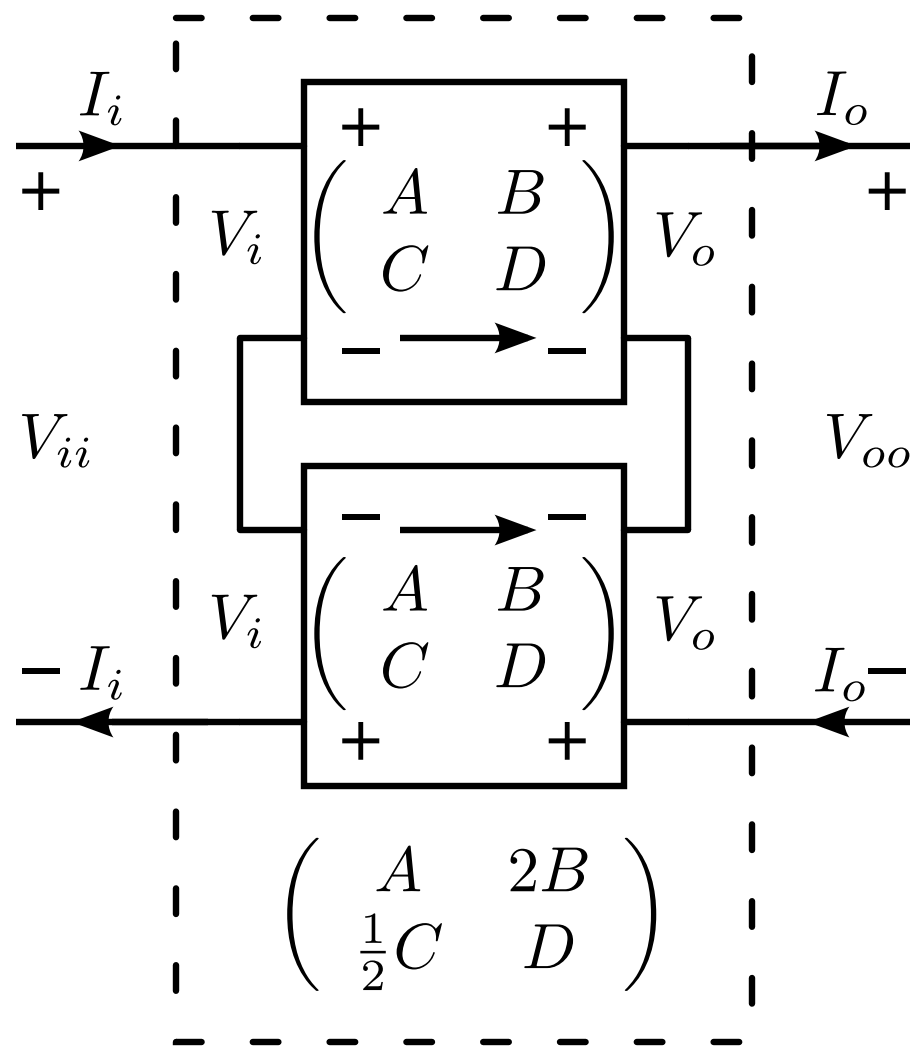 I_i I_o
+ +
+ +
A B
V_i V_o
C D
− −
V_ii V_oo
− −
A B
V_i V_o
C D
− I_i I_o −
+ +
A 2B
½C D